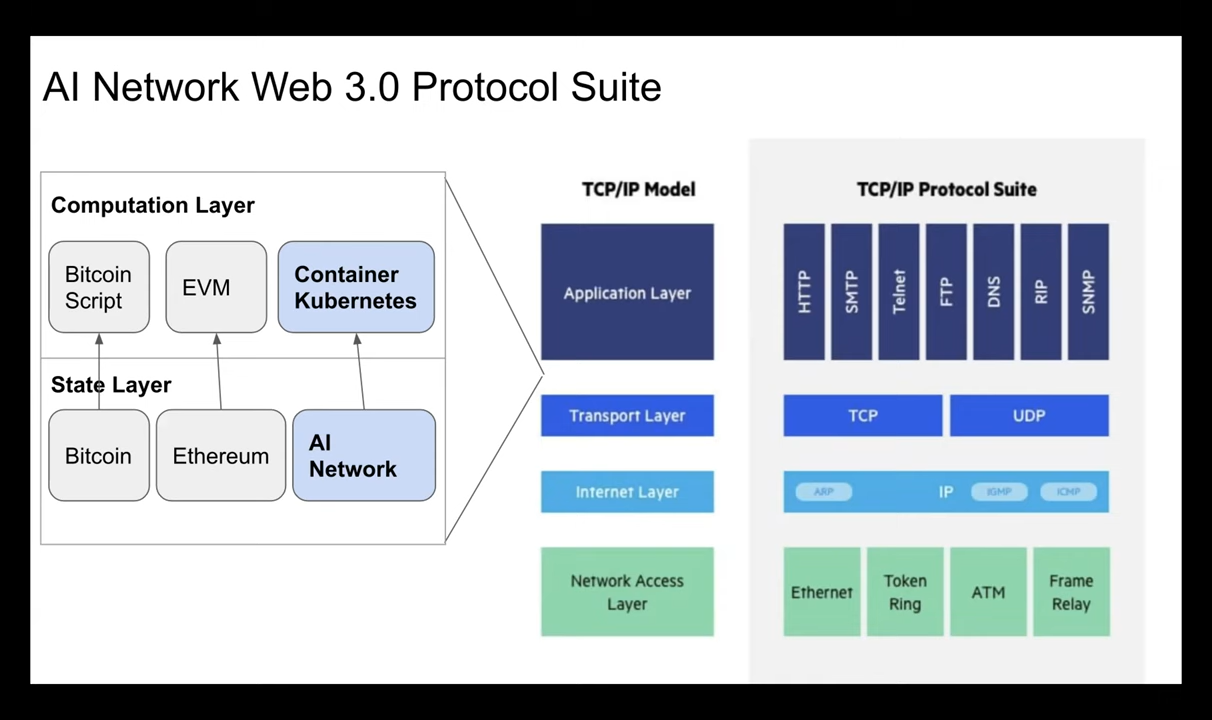 AI Network Web 3.0 Protocol Suite
Computation Layer
Bitcoin
Script
EVM
Container
Kubernetes
State Layer
Bitcoin
Ethereum
AI
Network
TCP/IP Model
Application Layer
Transport Layer
Internet Layer
Network Access
Layer
TCP/IP Protocol Suite
HTTP
SMTP
Telnet
FTP
DNS
RIP
SNMP
TCP
UDP
ARP
IP
IGMP
ICMP
Ethernet
Token
Ring
ATM
Frame
Relay